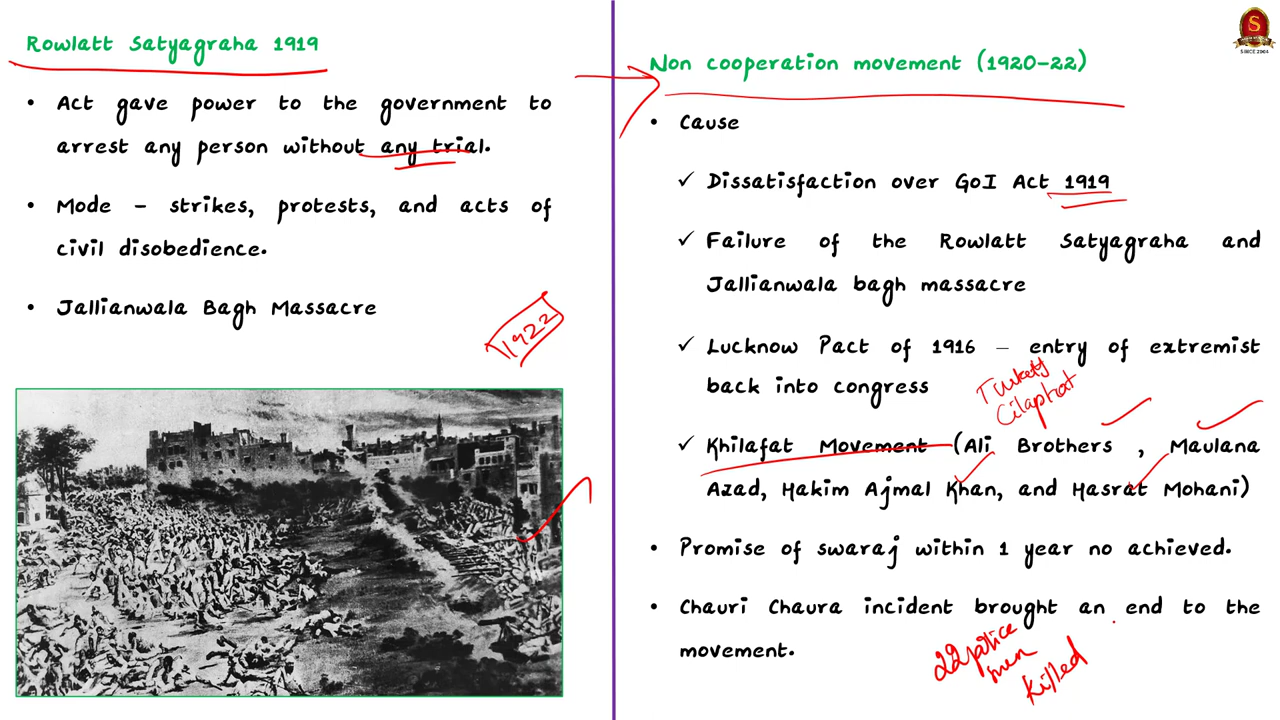 Rowlatt Satyagraha 1919
• Act gave power to the government to
arrest any person without any trial.
• Mode – strikes, protests, and acts of
civil disobedience.
• Jallianwala Bagh Massacre
1922
Non cooperation movement (1920-22)
• Cause
✓ Dissatisfaction over GoI Act 1919
✓ Failure of the Rowlatt Satyagraha and
Jallianwala bagh massacre
✓ Lucknow Pact of 1916 – entry of extremist
back into congress
Turkey
✓ Khilafat Movement (Ali Brothers , Maulana
Azad, Hakim Ajmal Khan, and Hasrat Mohani)
• Promise of swaraj within 1 year no achieved.
• Chauri Chaura incident brought an end to the
movement.
22 police
men
killed
S
SINCE 2004